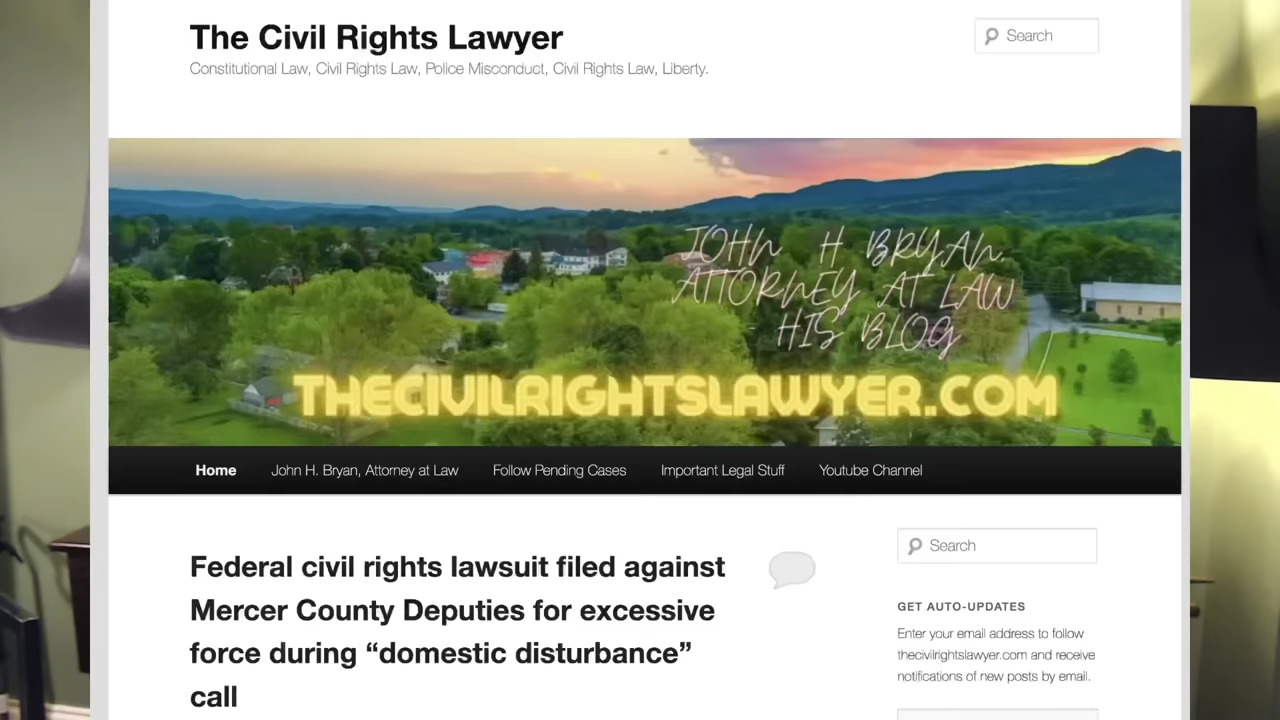 The Civil Rights Lawyer
Search
Constitutional Law, Civil Rights Law, Police Misconduct, Civil Rights Law, Liberty.
JOHN H BRYAN,
ATTORNEY AT LAW
HIS BLOG
THECIVILRIGHTSLAWYER.COM
Home
John H. Bryan, Attorney at Law
Follow Pending Cases
Important Legal Stuff
Youtube Channel
Federal civil rights lawsuit filed against
Mercer County Deputies for excessive
force during “domestic disturbance”
call
Search
GET AUTO-UPDATES
Enter your email address to follow
thecivilrightslawyer.com and receive
notifications of new posts by email.